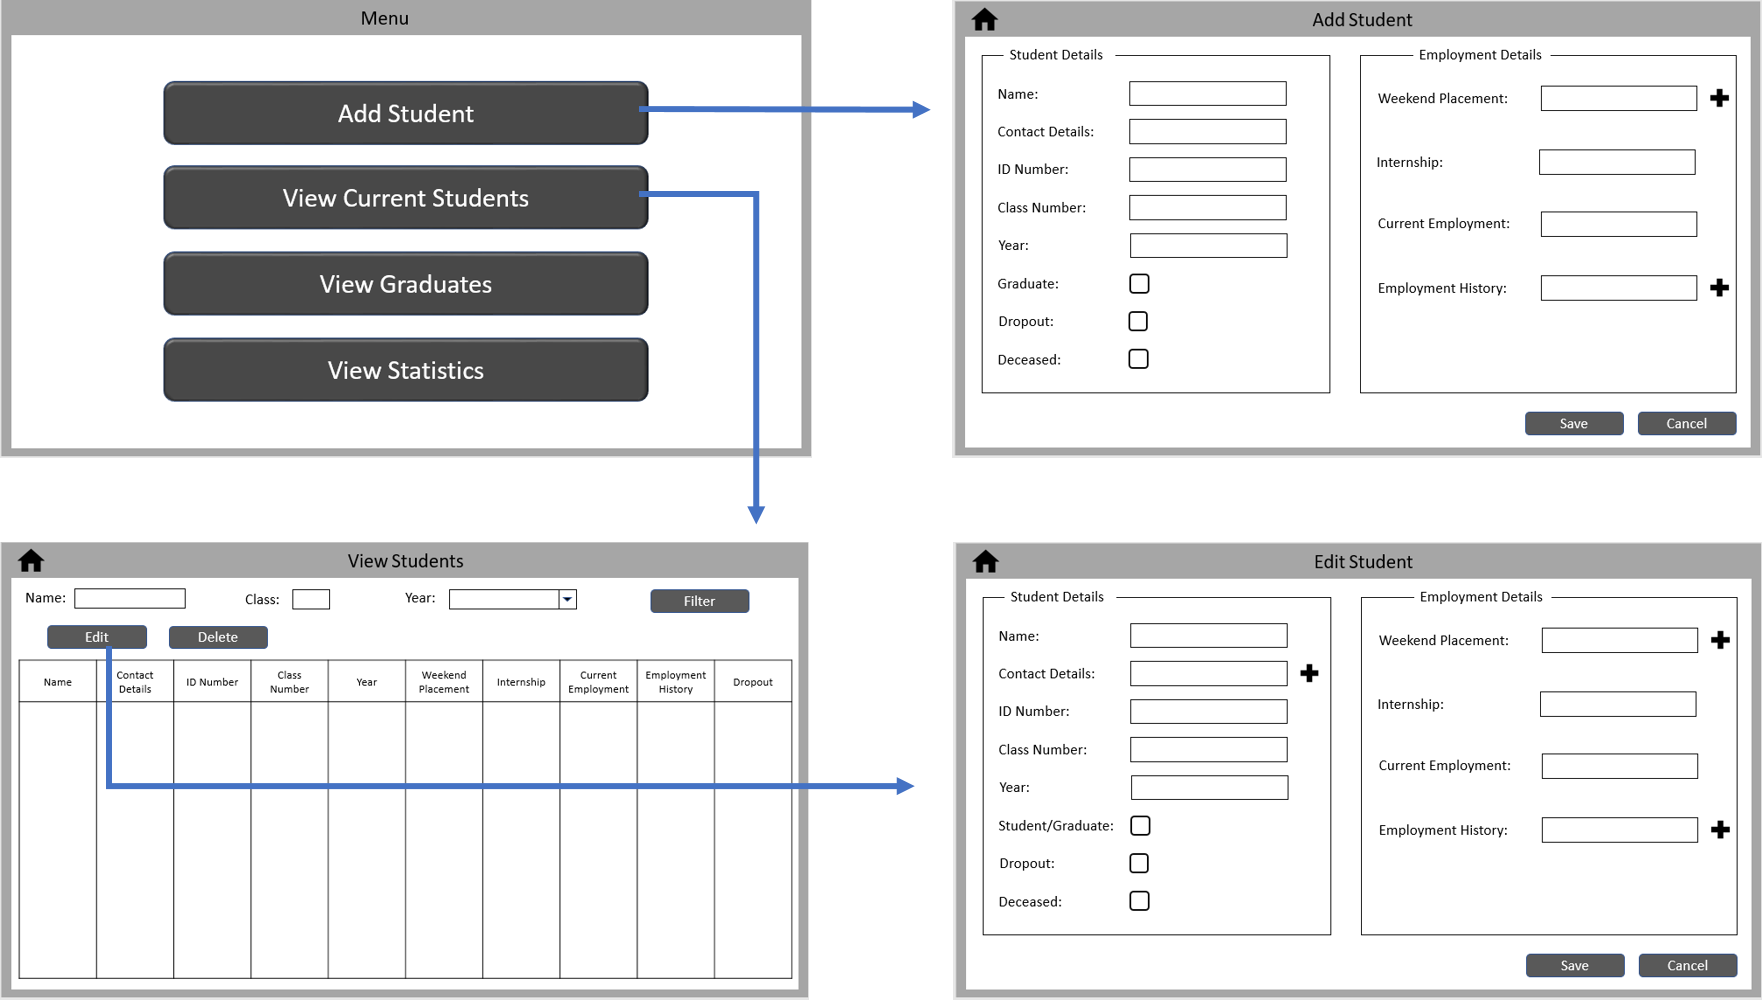 Menu
Add Student
View Current Students
View Graduates
View Statistics
Add Student
Student Details
Name:
Contact Details:
ID Number:
Class Number:
Year:
Graduate:
Dropout:
Deceased:
Employment Details
Weekend Placement:
Internship:
Current Employment:
Employment History:
Save Cancel
View Students
Name: Class: Year: Filter
Edit Delete
Name
Contact
Details
ID Number
Class
Number
Year
Weekend
Placement
Internship
Current
Employment
Employment
History
Dropout
Edit Student
Student Details
Name:
Contact Details:
ID Number:
Class Number:
Year:
Student/Graduate:
Dropout:
Deceased:
Employment Details
Weekend Placement:
Internship:
Current Employment:
Employment History:
Save Cancel